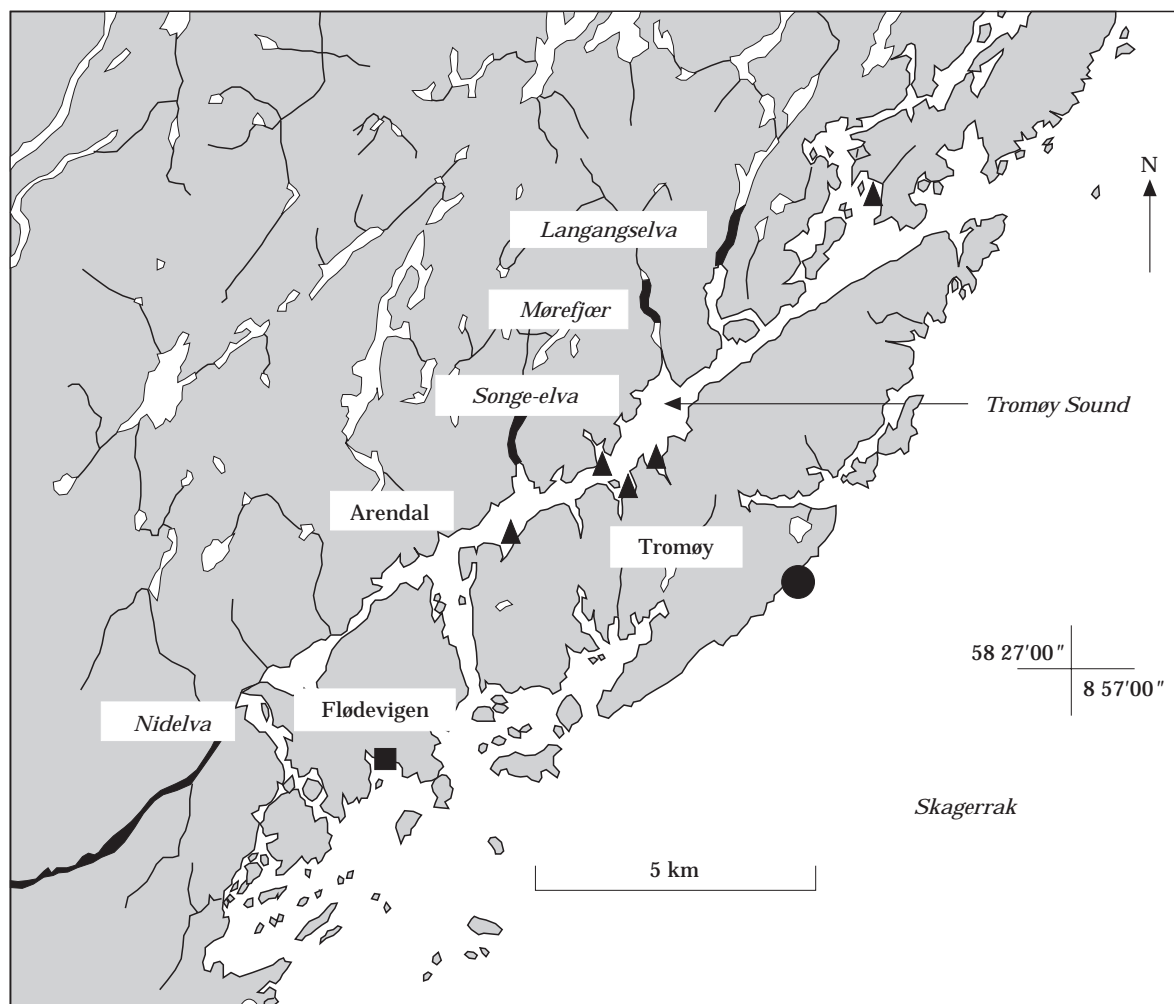 N
Langangselva
Mørefjær
Songe-elva
Tromøy Sound
Arendal
Tromøy
58 27'00"
8 57'00"
Flødevigen
Nidelva
Skagerrak
5 km